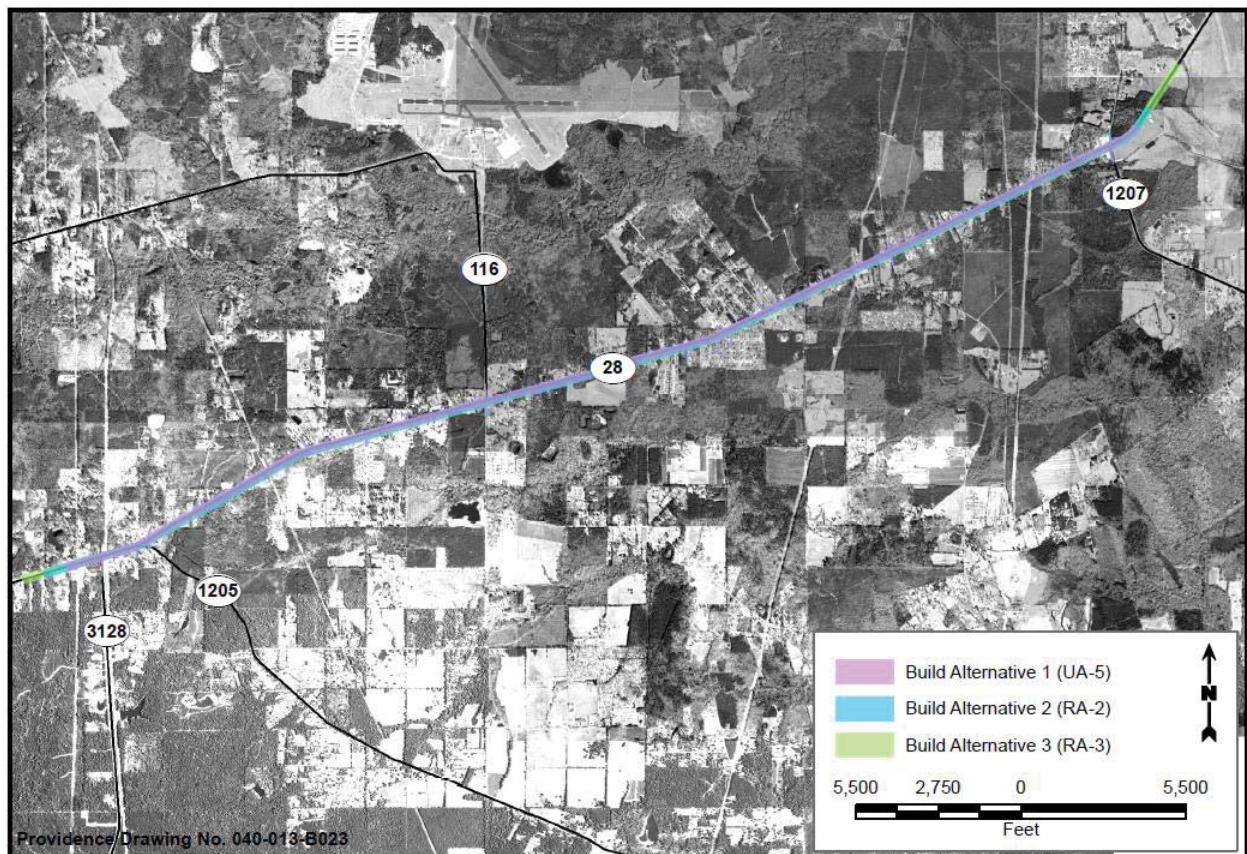 116
1207
28
1205
3128
Build Alternative 1 (UA-5)
Build Alternative 2 (RA-2)
Build Alternative 3 (RA-3)
N
5,500 2,750 0 5,500
Feet
Providence Drawing No. 040-013-B023